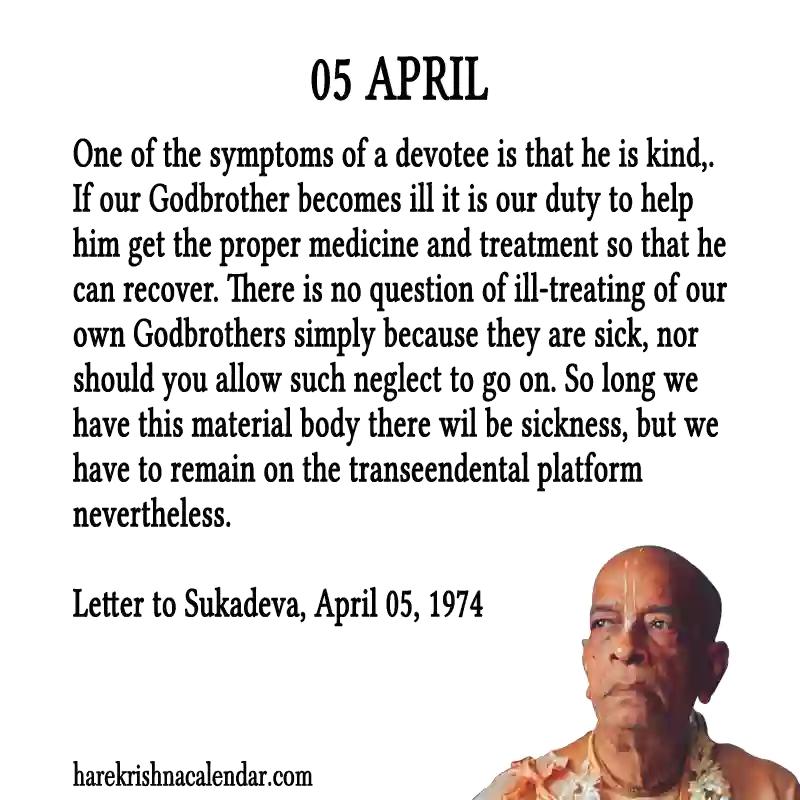 05 APRIL
One of the symptoms of a devotee is that he is kind,.
If our Godbrother becomes ill it is our duty to help
him get the proper medicine and treatment so that he
can recover. There is no question of ill-treating of our
own Godbrothers simply because they are sick, nor
should you allow such neglect to go on. So long we
have this material body there wil be sickness, but we
have to remain on the transeendental platform
nevertheless.
Letter to Sukadeva, April 05, 1974
harekrishnacalendar.com